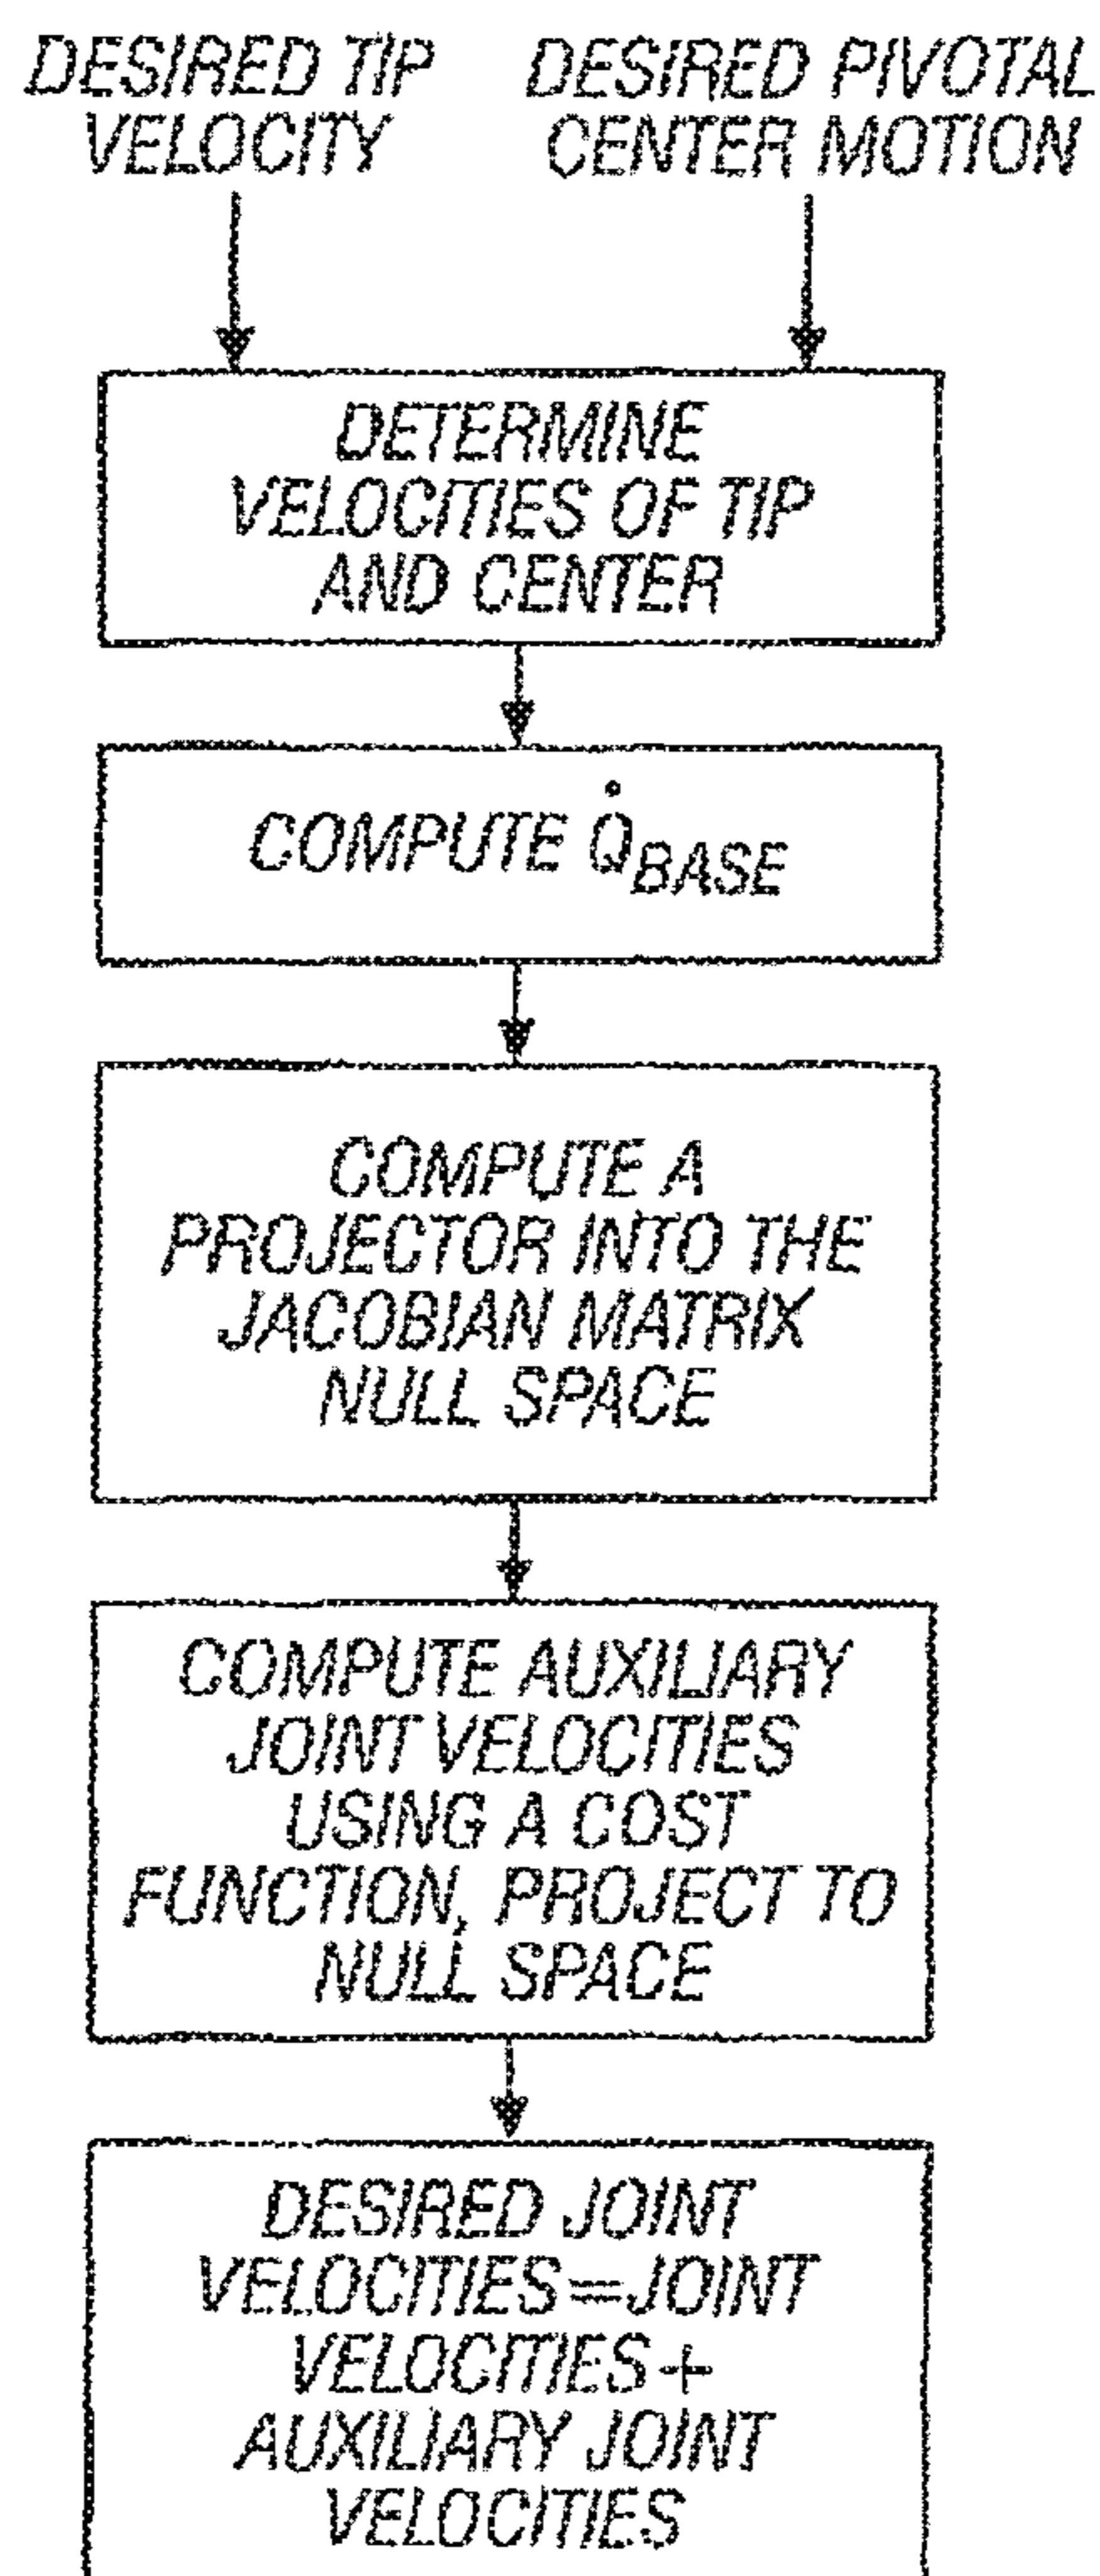 DESIRED TIP
VELOCITY
DESIRED PIVOTAL
CENTER MOTION
DETERMINE
VELOCITIES OF TIP
AND CENTER
COMPUTE Q̇BASE
COMPUTE A
PROJECTOR INTO THE
JACOBIAN MATRIX
NULL SPACE
COMPUTE AUXILIARY
JOINT VELOCITIES
USING A COST
FUNCTION, PROJECT TO
NULL SPACE
DESIRED JOINT
VELOCITIES=JOINT
VELOCITIES+
AUXILIARY JOINT
VELOCITIES